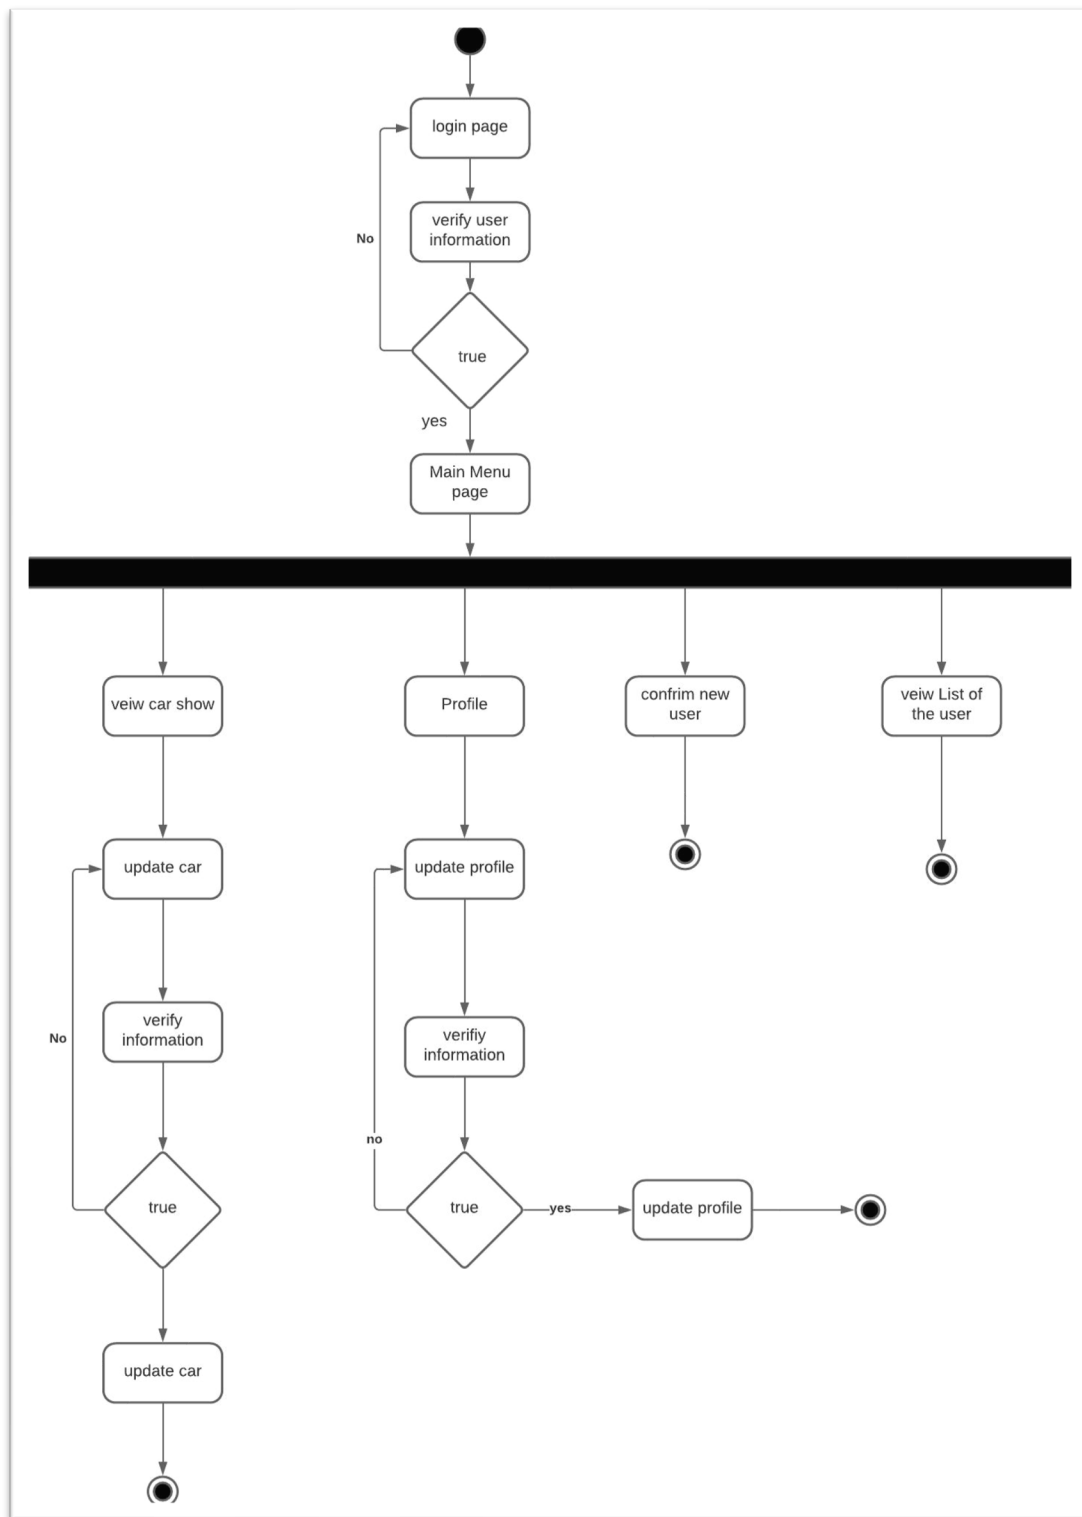 login page
verify user
information
No
true
yes
Main Menu
page
veiw car show
Profile
confrim new
user
veiw List of
the user
update car
update profile
verify
information
No
verifiy
information
no
true
true
yes
update profile
update car